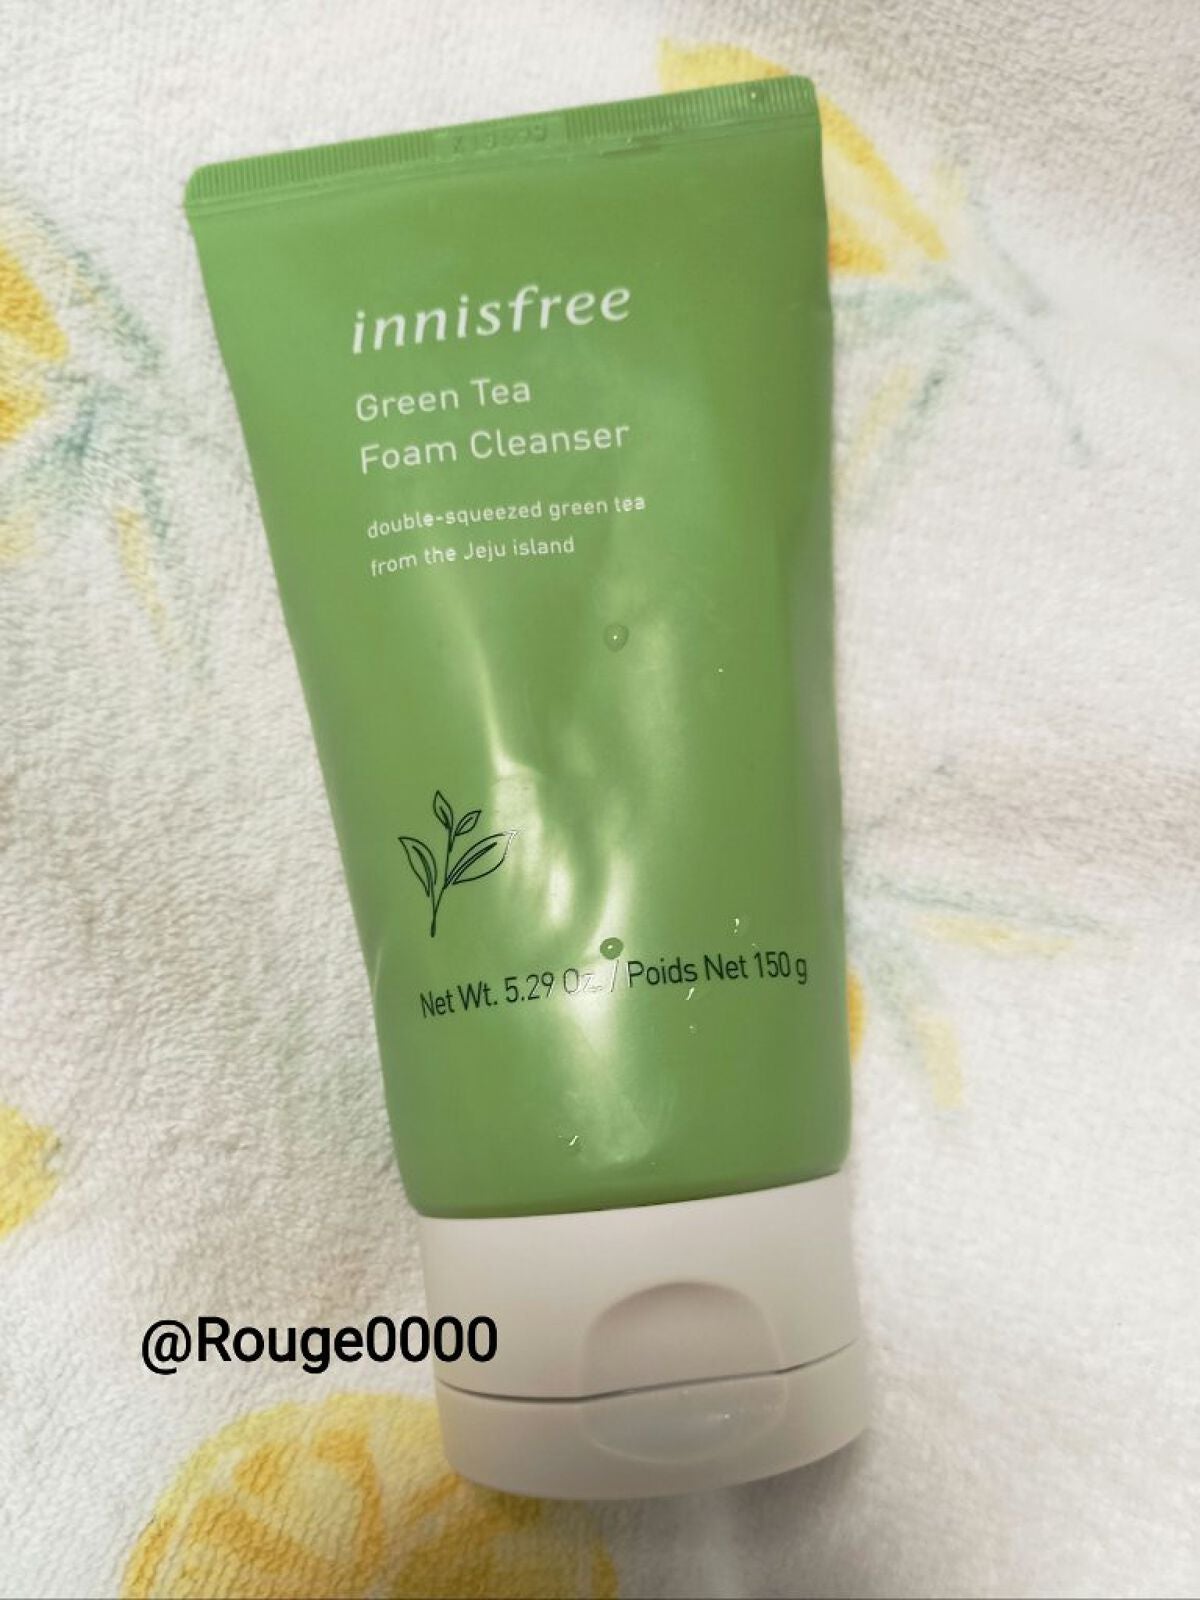 innisfree
Green Tea
Foam Cleanser
double-squeezed green tea
from the Jeju island
Net Wt. 5.29 Oz. / Poids Net 150 g
@Rouge0000